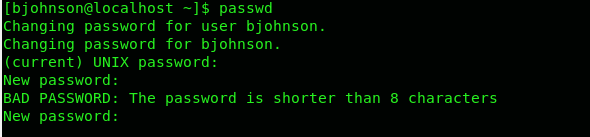 [bjohnson@localhost ~]$ passwd
Changing password for user bjohnson.
Changing password for bjohnson.
(current) UNIX password:
New password:
BAD PASSWORD: The password is shorter than 8 characters
New password: